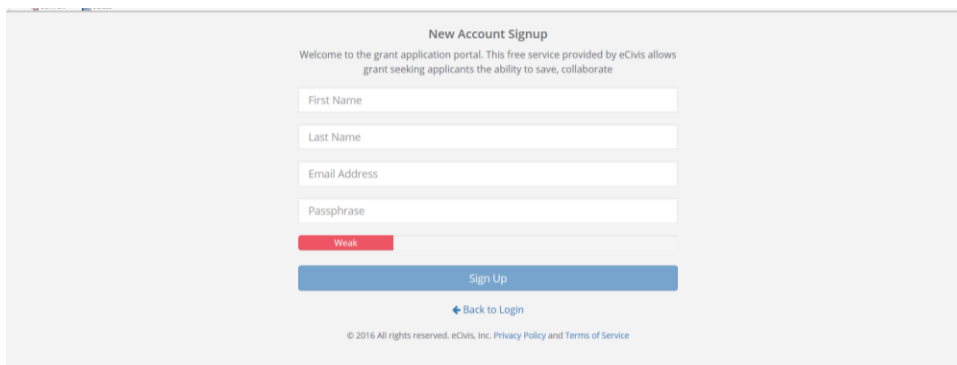 New Account Signup
Welcome to the grant application portal. This free service provided by eCivis allows
grant seeking applicants the ability to save, collaborate
First Name
Last Name
Email Address
Passphrase
Weak
Sign Up
Back to Login
© 2016 All rights reserved. eCivis, Inc. Privacy Policy and Terms of Service